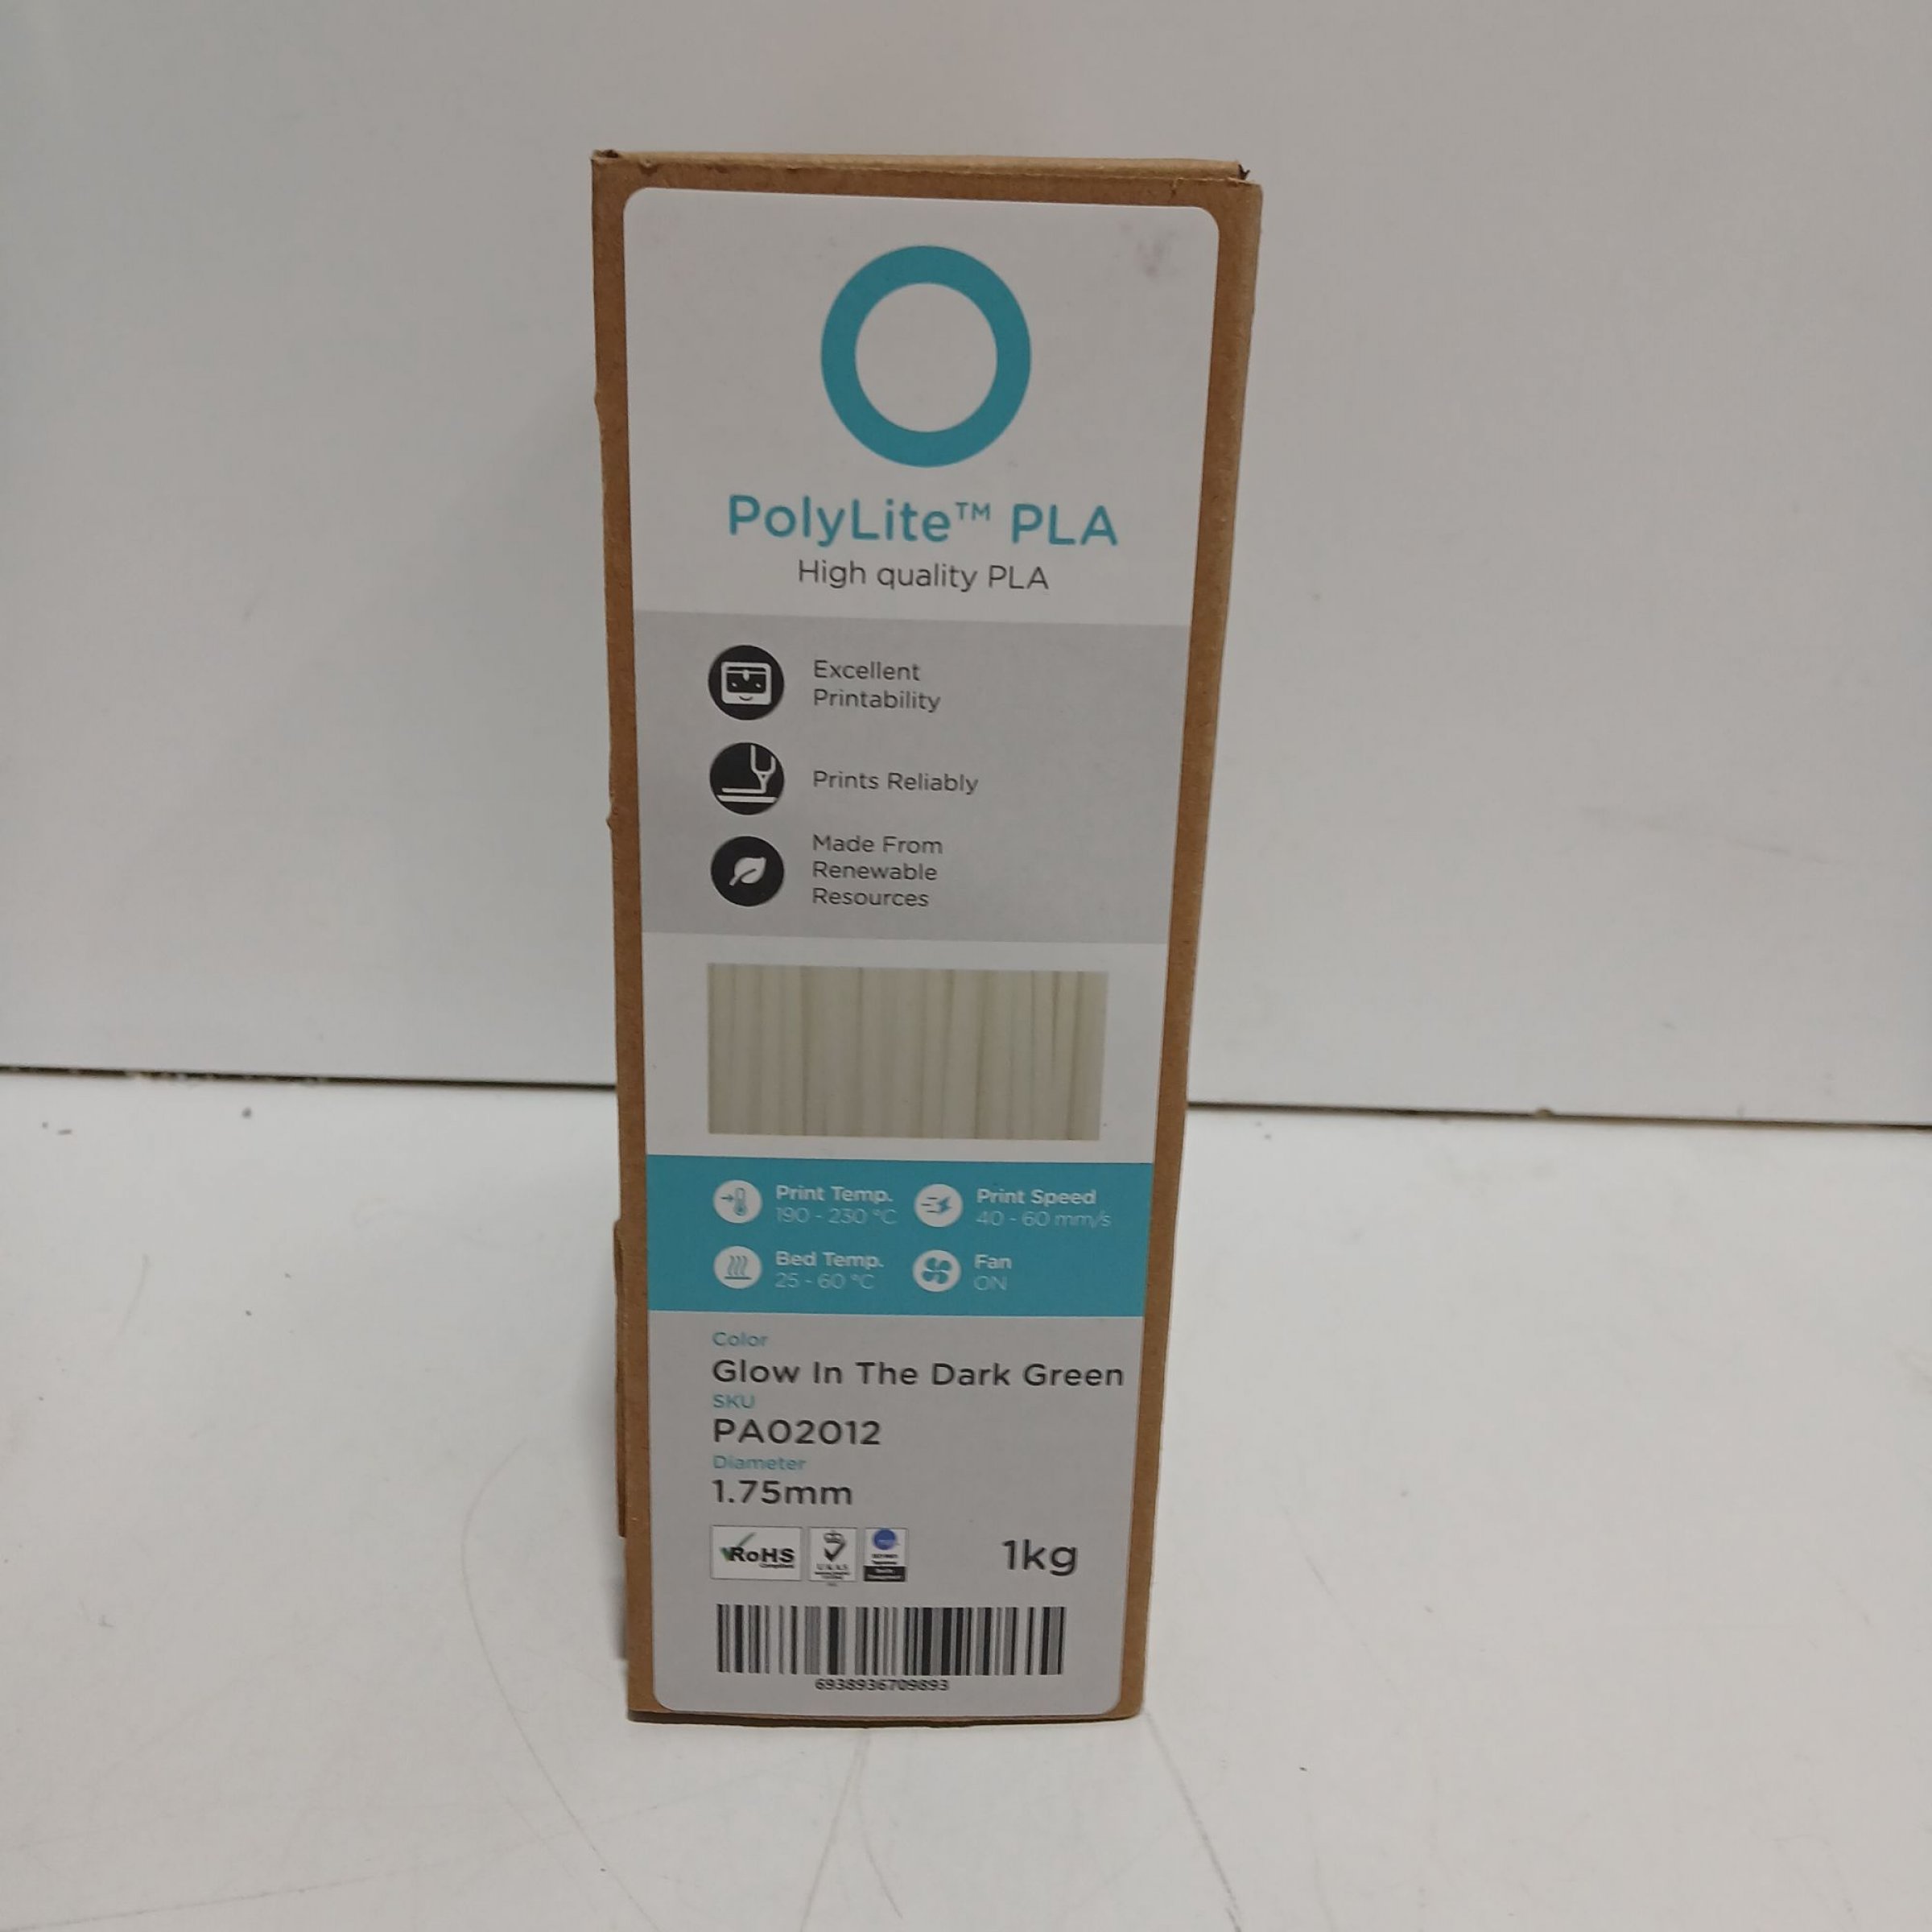 PolyLite™ PLA
High quality PLA
Excellent
Printability
Prints Reliably
Made From
Renewable
Resources
Print Temp.
190 - 230 °C
Print Speed
40 - 60 mm/s
Bed Temp.
25 - 60 °C
Fan
ON
Color
Glow In The Dark Green
SKU
PA02012
Diameter
1.75mm
RoHS
1kg
6938936709893